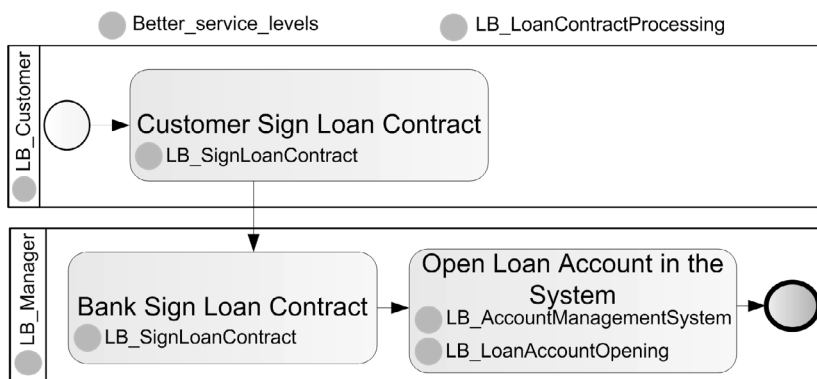 Better_service_levels
LB_LoanContractProcessing
LB_Customer
Customer Sign Loan Contract
LB_SignLoanContract
LB_Manager
Bank Sign Loan Contract
LB_SignLoanContract
Open Loan Account in the
System
LB_AccountManagementSystem
LB_LoanAccountOpening